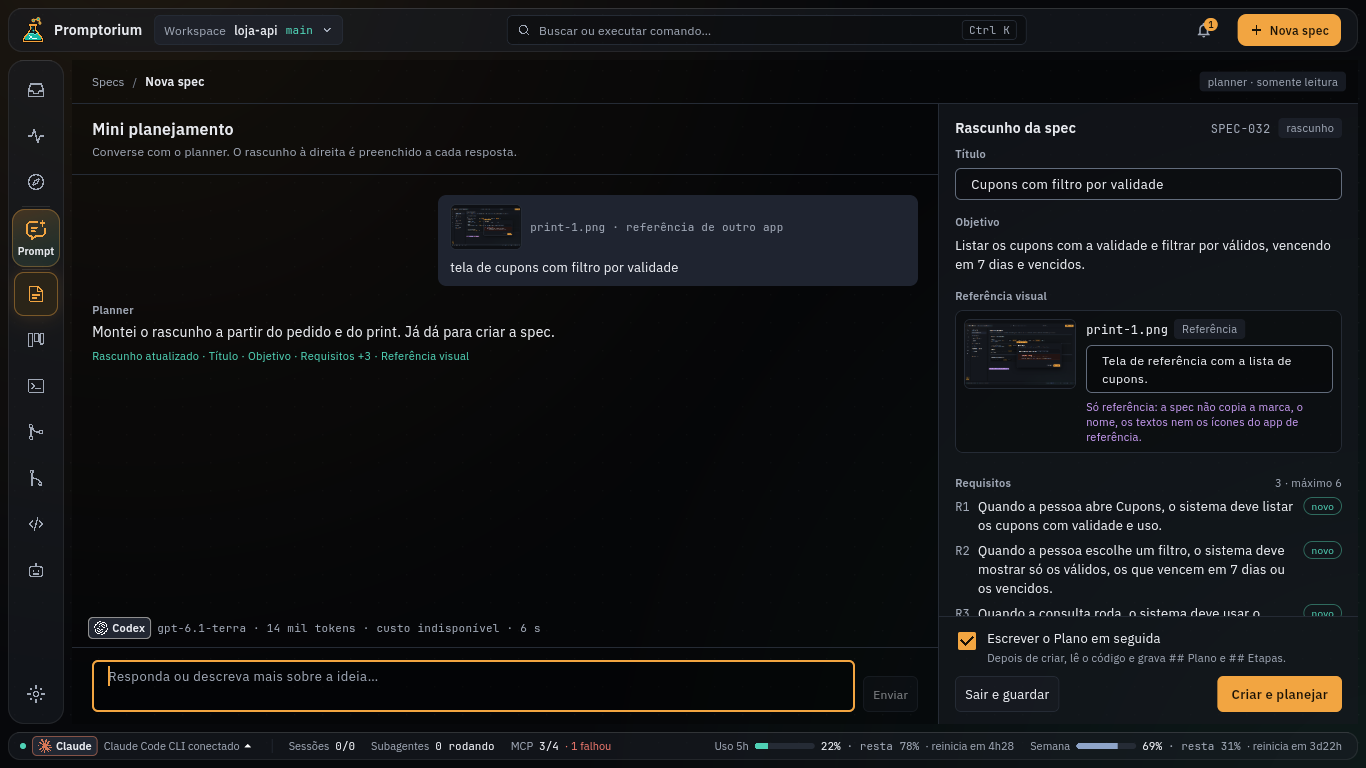 Promptorium
Workspace loja-api main
Buscar ou executar comando...
Ctrl K
1
+ Nova spec
Specs / Nova spec
planner · somente leitura
Prompt
Mini planejamento
Converse com o planner. O rascunho à direita é preenchido a cada resposta.
print-1.png · referência de outro app
tela de cupons com filtro por validade
Planner
Montei o rascunho a partir do pedido e do print. Já dá para criar a spec.
Rascunho atualizado · Título · Objetivo · Requisitos +3 · Referência visual
Codex gpt-6.1-terra · 14 mil tokens · custo indisponível · 6 s
Responda ou descreva mais sobre a ideia...
Enviar
Rascunho da spec
SPEC-032 rascunho
Título
Cupons com filtro por validade
Objetivo
Listar os cupons com a validade e filtrar por válidos, vencendo
em 7 dias e vencidos.
Referência visual
print-1.png Referência
Tela de referência com a lista de
cupons.
Só referência: a spec não copia a marca, o
nome, os textos nem os ícones do app de
referência.
Requisitos 3 · máximo 6
R1 Quando a pessoa abre Cupons, o sistema deve listar novo
os cupons com validade e uso.
R2 Quando a pessoa escolhe um filtro, o sistema deve novo
mostrar só os válidos, os que vencem em 7 dias ou
os vencidos.
R3 Quando a consulta roda, o sistema deve usar o novo
Escrever o Plano em seguida
Depois de criar, lê o código e grava ## Plano e ## Etapas.
Sair e guardar
Criar e planejar
Claude Claude Code CLI conectado
Sessões 0/0
Subagentes 0 rodando
MCP 3/4 · 1 falhou
Uso 5h 22% · resta 78% · reinicia em 4h28
Semana 69% · resta 31% · reinicia em 3d22h